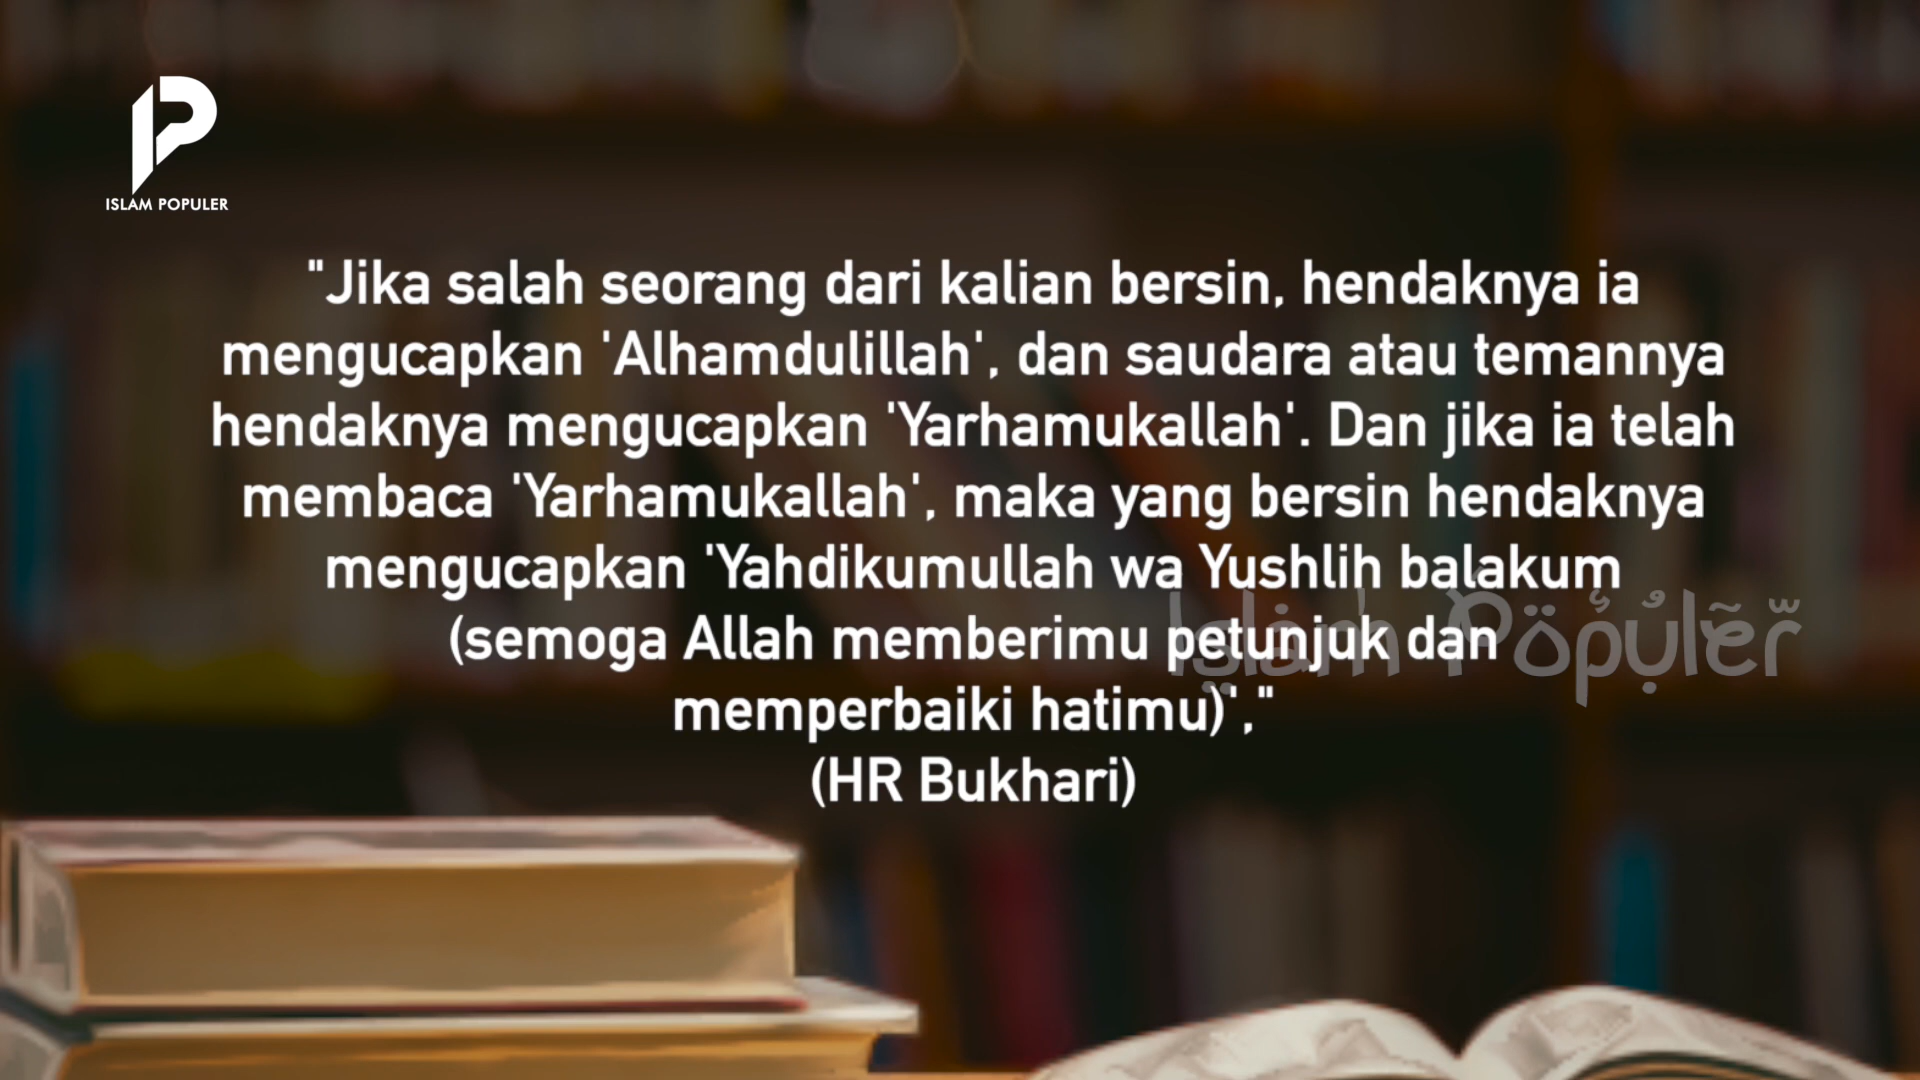 ISLAM POPULER
"Jika salah seorang dari kalian bersin, hendaknya ia
mengucapkan 'Alhamdulillah', dan saudara atau temannya
hendaknya mengucapkan 'Yarhamukallah'. Dan jika ia telah
membaca 'Yarhamukallah', maka yang bersin hendaknya
mengucapkan 'Yahdikumullah wa Yushlih balakum
(semoga Allah memberimu petunjuk dan
memperbaiki hatimu)',"
(HR Bukhari)
Islam Populer